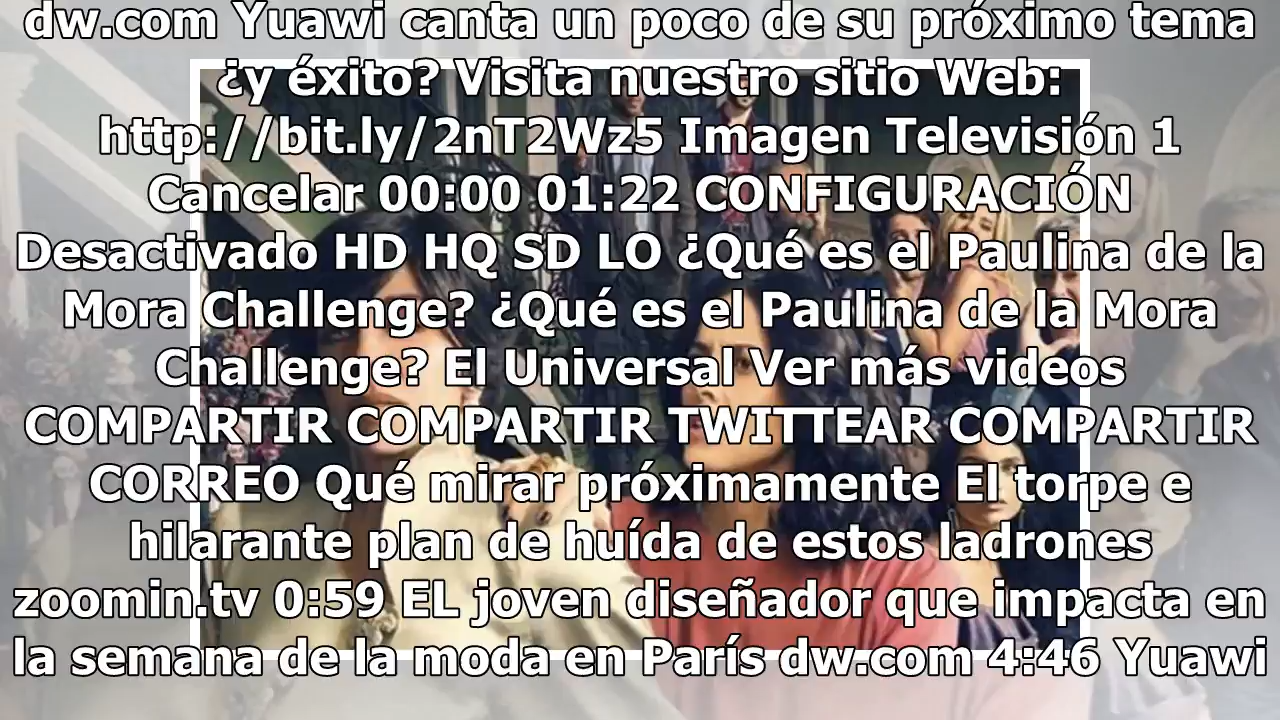 dw.com Yuawi canta un poco de su próximo tema
¿y éxito? Visita nuestro sitio Web:
http://bit.ly/2nT2Wz5 Imagen Televisión 1
Cancelar 00:00 01:22 CONFIGURACIÓN
Desactivado HD HQ SD LO ¿Qué es el Paulina de la
Mora Challenge? ¿Qué es el Paulina de la Mora
Challenge? El Universal Ver más videos
COMPARTIR COMPARTIR TWITTEAR COMPARTIR
CORREO Qué mirar próximamente El torpe e
hilarante plan de huída de estos ladrones
zoomin.tv 0:59 EL joven diseñador que impacta en
la semana de la moda en París dw.com 4:46 Yuawi